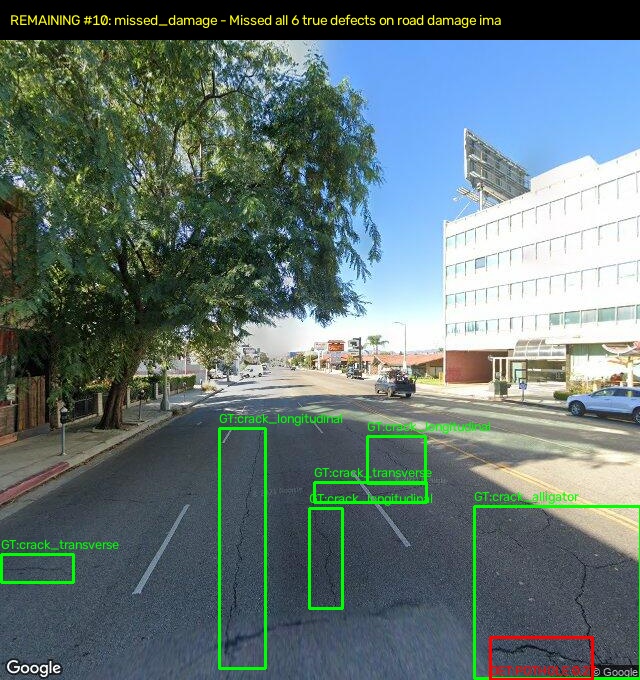 REMAINING #10: missed_damage - Missed all 6 true defects on road damage ima
GT:crack_longitudinal
GT:crack_longitudinal
GT:crack_transverse
GT:crack_longitudinal
GT:crack_alligator
GT:crack_transverse
Google
© Google